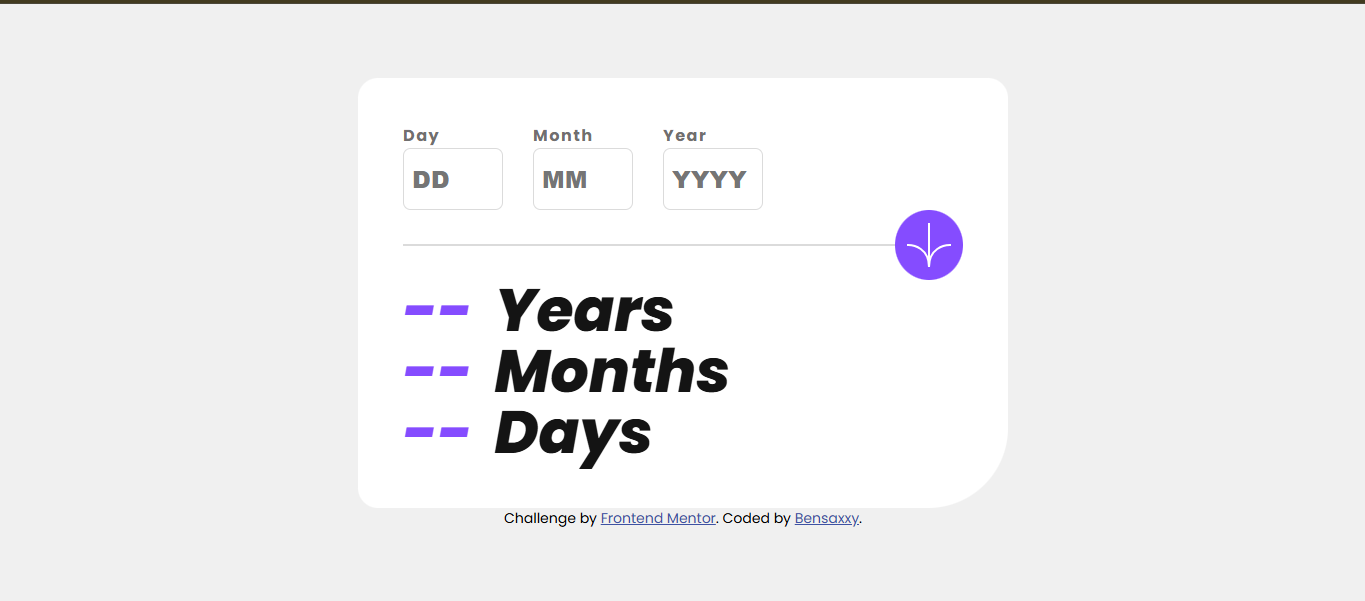 Day Month Year
DD MM YYYY
-- Years
-- Months
-- Days
Challenge by Frontend Mentor. Coded by Bensaxxy.